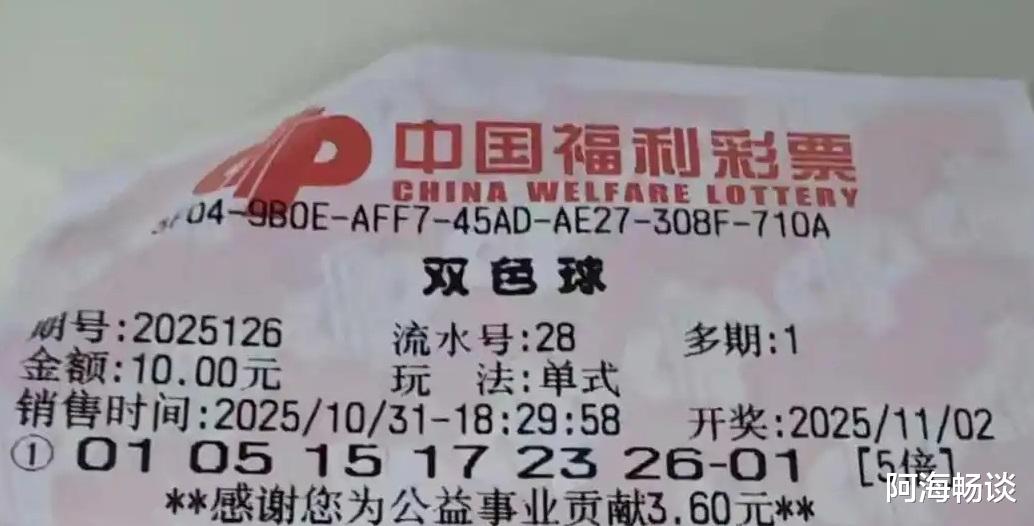 中国福利彩票
CHINA WELFARE LOTTERY
F04-9B0E-AFF7-45AD-AE27-308F-710A
双色球
期号:2025126 流水号:28 多期:1
金额:10.00元 玩 法:单式
销售时间:2025/10/31-18:29:58 开奖:2025/11/02
① 01 05 15 17 23 26-01 [5倍]
**感谢您为公益事业贡献3.60元**
阿海畅谈